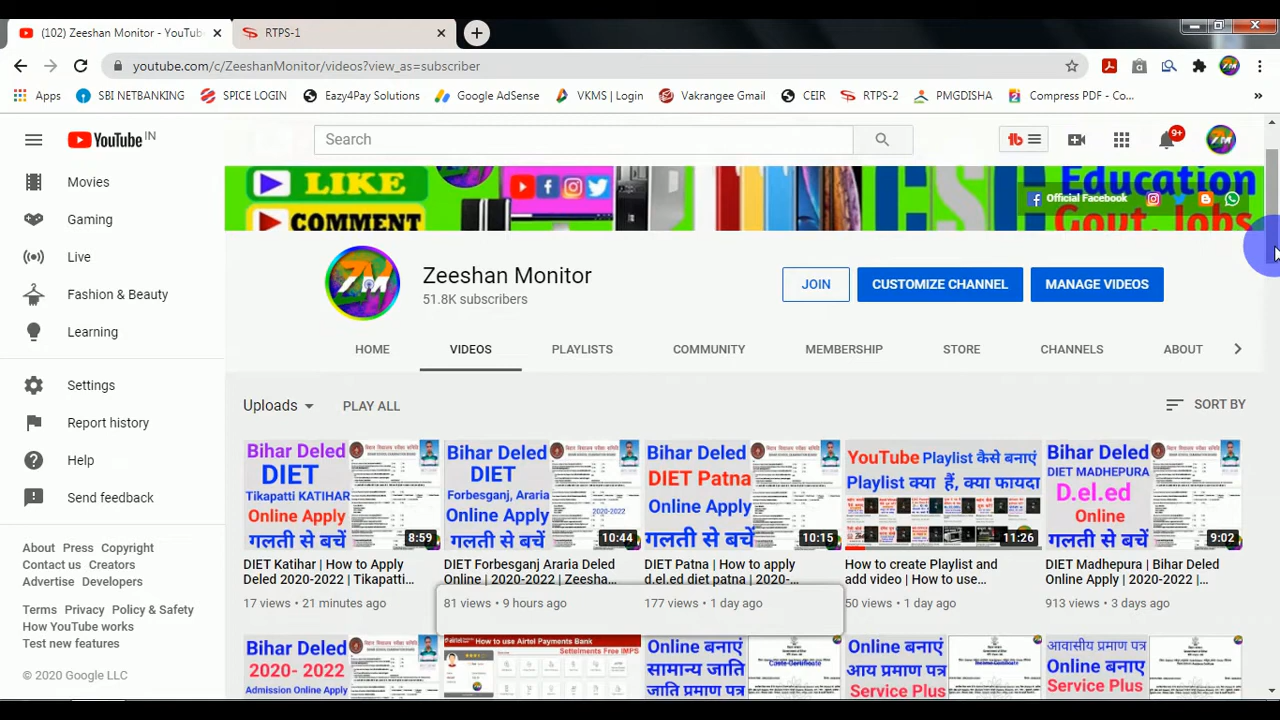 (102) Zeeshan Monitor - YouTube
RTPS-1
youtube.com/c/ZeeshanMonitor/videos?view_as=subscriber
Apps SBI NETBANKING SPICE LOGIN Eazy4Pay Solutions Google AdSense VKMS | Login Vakrangee Gmail CEIR RTPS-2 PMGDISHA Compress PDF - Co... »
YouTube IN
Search
9+
Movies
Gaming
Live
Fashion & Beauty
Learning
Settings
Report history
Help
Send feedback
About Press Copyright
Contact us Creators
Advertise Developers
Terms Privacy Policy & Safety
How YouTube works
Test new features
© 2020 Google LLC
LIKE
COMMENT
CSC
Education
Govt. Jobs
Official Facebook
ZM
Zeeshan Monitor
51.8K subscribers
JOIN
CUSTOMIZE CHANNEL
MANAGE VIDEOS
HOME VIDEOS PLAYLISTS COMMUNITY MEMBERSHIP STORE CHANNELS ABOUT
Uploads PLAY ALL SORT BY
Bihar Deled
DIET
Tikapatti KATIHAR
Online Apply
गलती से बचें
8:59
DIET Katihar | How to Apply
Deled 2020-2022 | Tikapatti...
17 views • 21 minutes ago
Bihar Deled
DIET
Forbesganj, Araria
Online Apply
गलती से बचें
2020-2022
10:44
DIET Forbesganj Araria Deled
Online | 2020-2022 | Zeesha...
81 views • 9 hours ago
Bihar Deled
DIET Patna
Online Apply
गलती से बचें
10:15
DIET Patna | How to apply
d.el.ed diet patna | 2020-...
177 views • 1 day ago
YouTube Playlist कैसे बनाएं
Playlist क्या हैं, क्या फायदा
11:26
How to create Playlist and
add video | How to use...
50 views • 1 day ago
Bihar Deled
DIET MADHEPURA
D.el.ed
Online
गलती से बचें
9:02
DIET Madhepura | Bihar Deled
Online Apply | 2020-2022 |...
913 views • 3 days ago
Bihar Deled
2020-2022
Admission Online Apply
How to use Airtel Payments Bank
Settelments Free IMPS
Online बनाएं
सामान्य जाति
प्रमाण पत्र
Caste Certificate
Online बनाएं
आय प्रमाण पत्र
Service Plus
Income Certificate
आवासीय प्रमाण पत्र
Online बनाएं
Service Plus